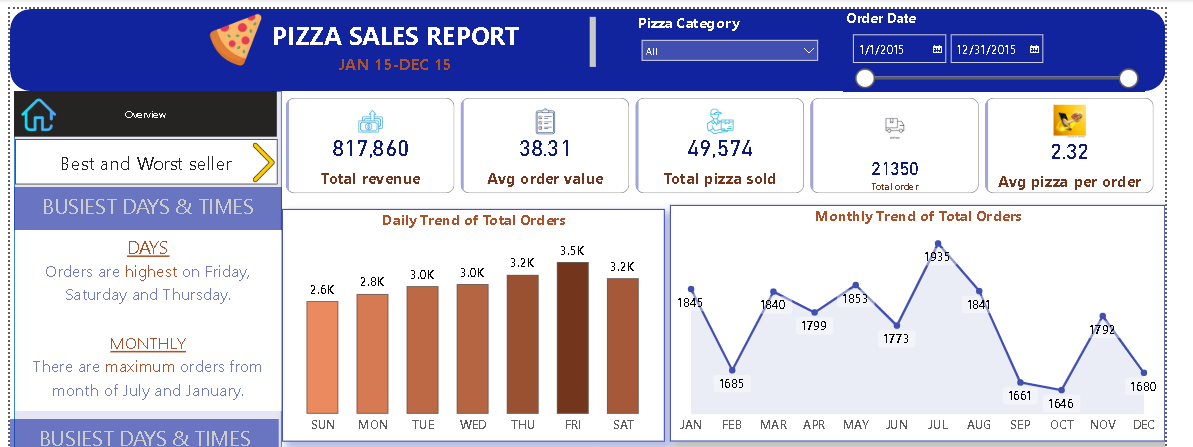 PIZZA SALES REPORT
JAN 15-DEC 15
Pizza Category
All
Order Date
1/1/2015
12/31/2015
Overview
Best and Worst seller
BUSIEST DAYS & TIMES
DAYS
Orders are highest on Friday,
Saturday and Thursday.
MONTHLY
There are maximum orders from
month of July and January.
BUSIEST DAYS & TIMES
817,860
Total revenue
38.31
Avg order value
49,574
Total pizza sold
21350
Total order
2.32
Avg pizza per order
Daily Trend of Total Orders
2.6K
2.8K
3.0K
3.0K
3.2K
3.5K
3.2K
SUN MON TUE WED THU FRI SAT
Monthly Trend of Total Orders
1845
1685
1840
1799
1853
1773
1935
1841
1661
1646
1792
1680
JAN FEB MAR APR MAY JUN JUL AUG SEP OCT NOV DEC